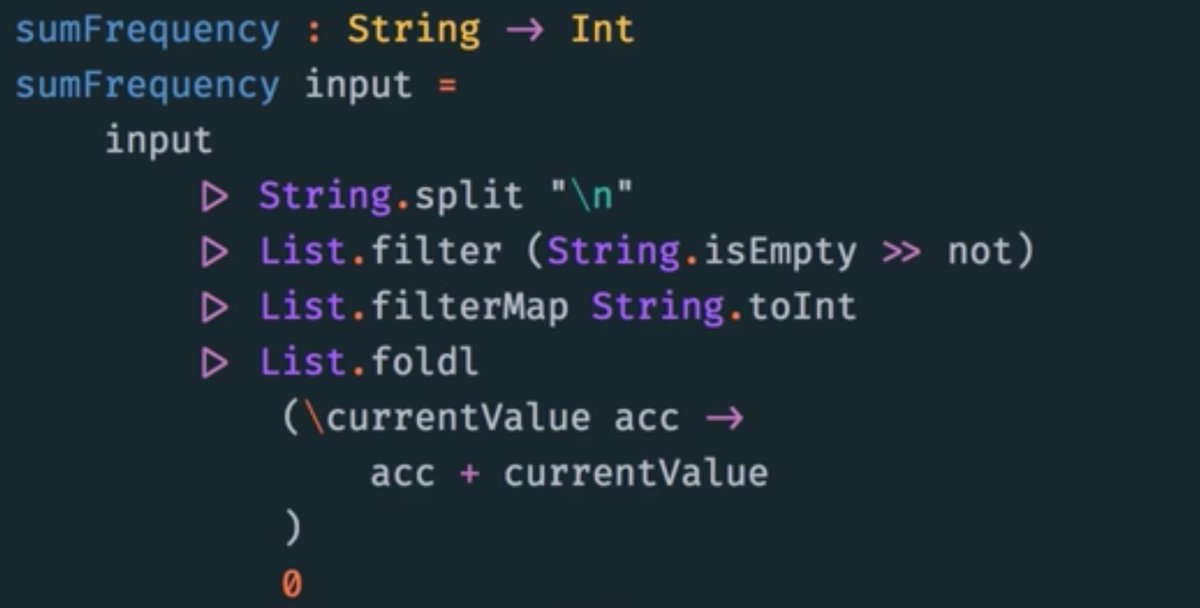 sumFrequency : String → Int
sumFrequency input =
    input
        ▷ String.split "\n"
        ▷ List.filter (String.isEmpty >> not)
        ▷ List.filterMap String.toInt
        ▷ List.foldl
            (\currentValue acc →
                acc + currentValue
            )
            0